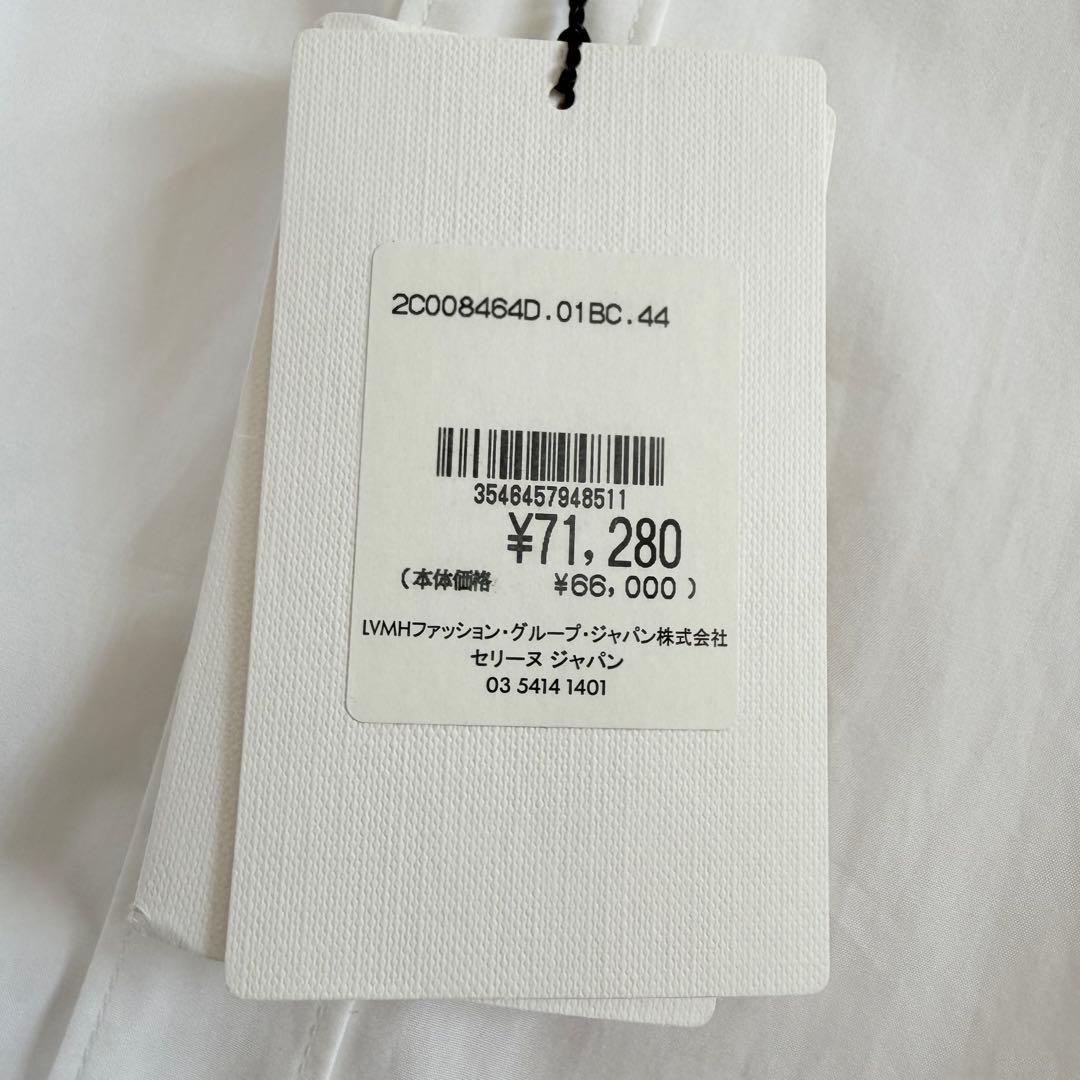 2C008464D.01BC.44
3546457948511
¥71,280
(本体価格 ¥66,000)
LVMHファッション・グループ・ジャパン株式会社
セリーヌ ジャパン
03 5414 1401